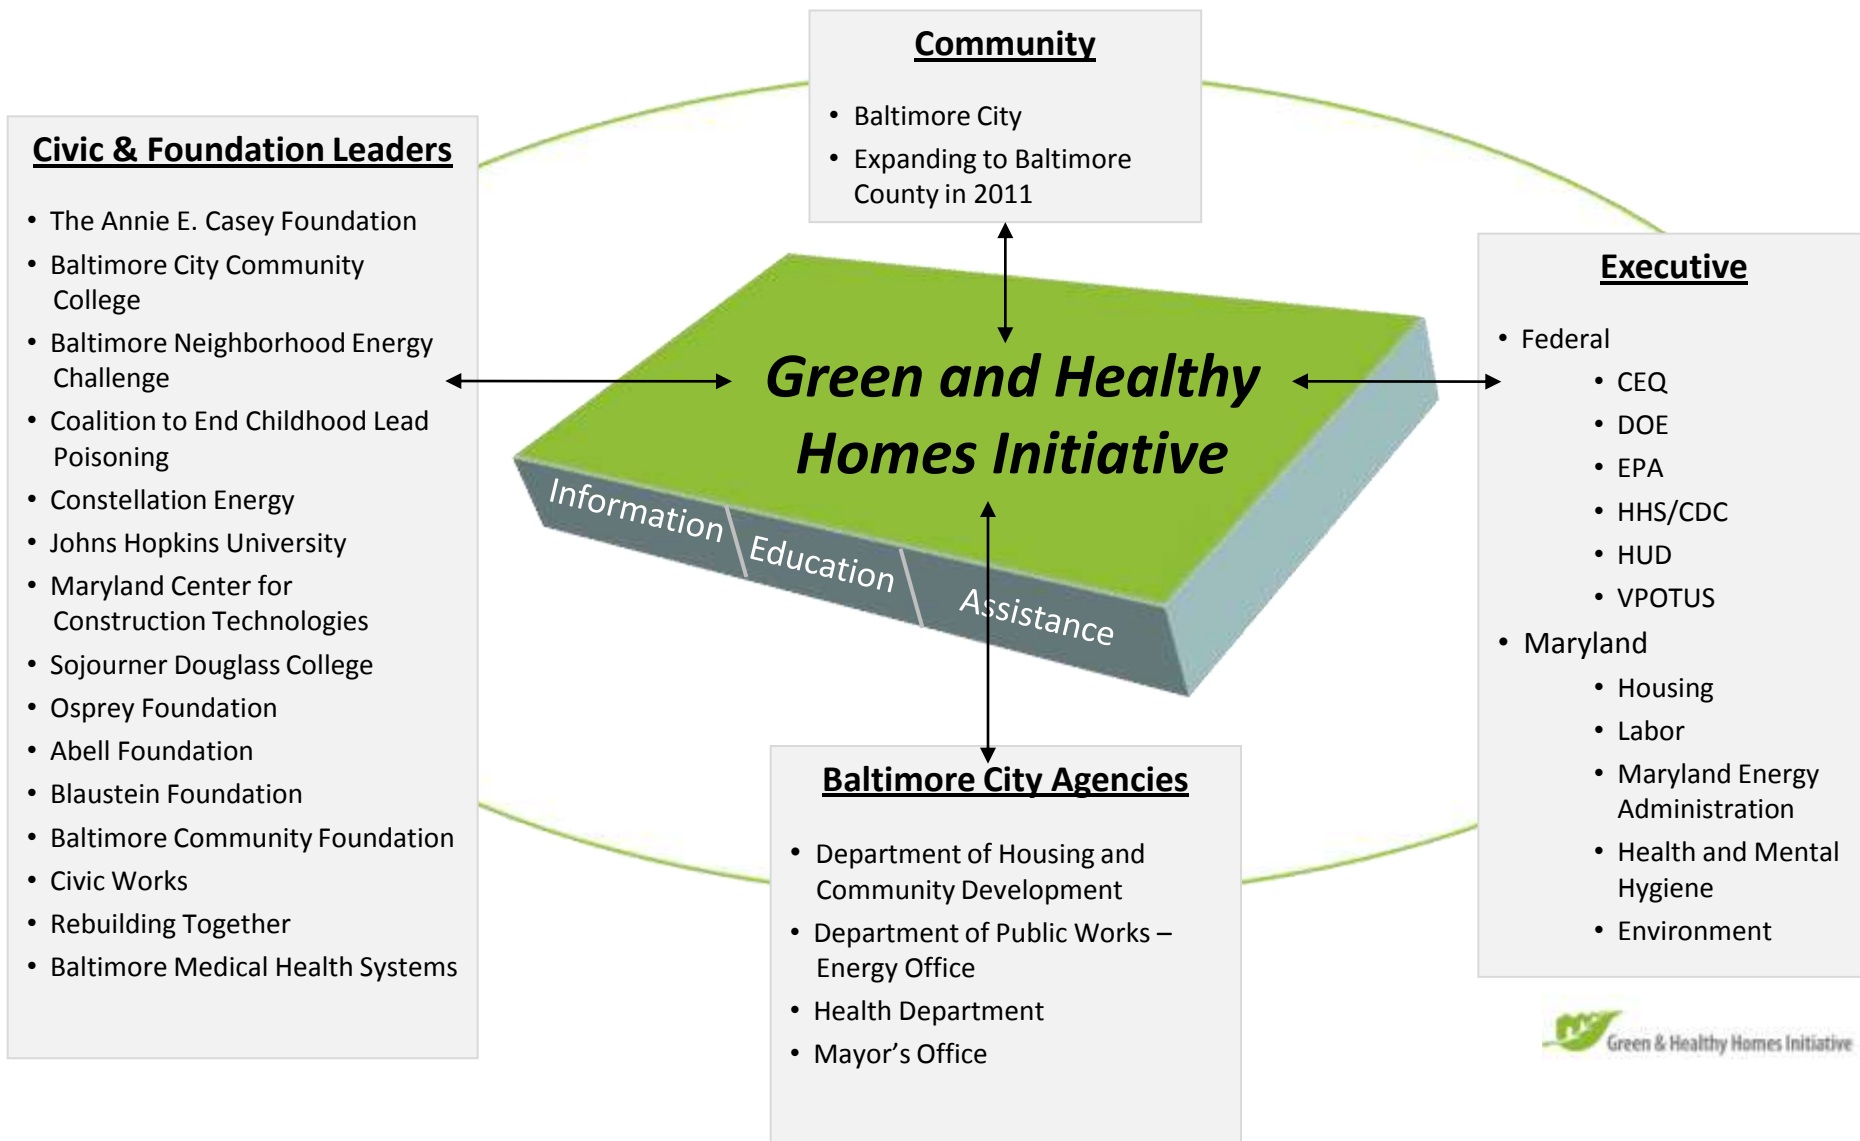 Community
• Baltimore City
• Expanding to Baltimore
County in 2011
Civic & Foundation Leaders
• The Annie E. Casey Foundation
• Baltimore City Community
College
• Baltimore Neighborhood Energy
Challenge
• Coalition to End Childhood Lead
Poisoning
• Constellation Energy
• Johns Hopkins University
• Maryland Center for
Construction Technologies
• Sojourner Douglass College
• Osprey Foundation
• Abell Foundation
• Blaustein Foundation
• Baltimore Community Foundation
• Civic Works
• Rebuilding Together
• Baltimore Medical Health Systems
Green and Healthy
Homes Initiative
Information
Education
Assistance
Executive
• Federal
• CEQ
• DOE
• EPA
• HHS/CDC
• HUD
• VPOTUS
• Maryland
• Housing
• Labor
• Maryland Energy
Administration
• Health and Mental
Hygiene
• Environment
Baltimore City Agencies
• Department of Housing and
Community Development
• Department of Public Works –
Energy Office
• Health Department
• Mayor’s Office
Green & Healthy Homes Initiative